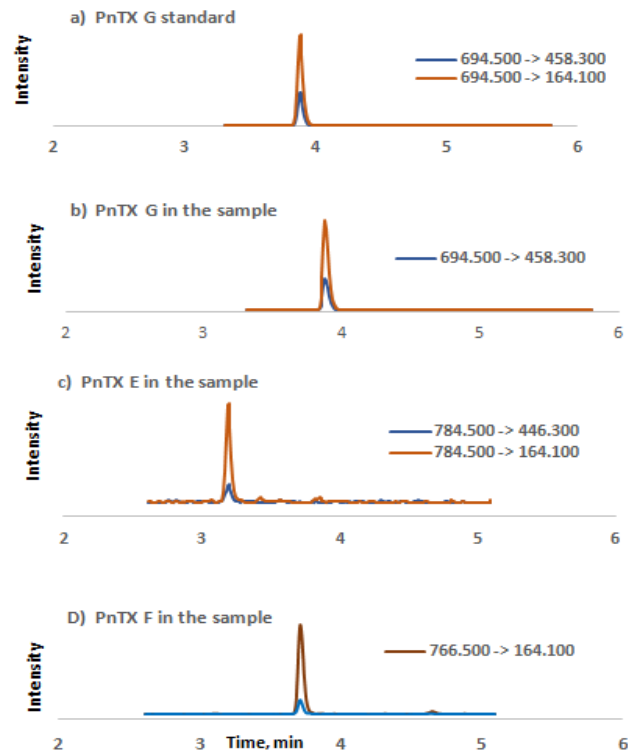 a) PnTX G standard
Intensity
694.500 -> 458.300
694.500 -> 164.100
2 3 4 5 6
b) PnTX G in the sample
Intensity
694.500 -> 458.300
2 3 4 5 6
c) PnTX E in the sample
Intensity
784.500 -> 446.300
784.500 -> 164.100
2 3 4 5 6
D) PnTX F in the sample
Intensity
766.500 -> 164.100
2 3 4 5 6
Time, min